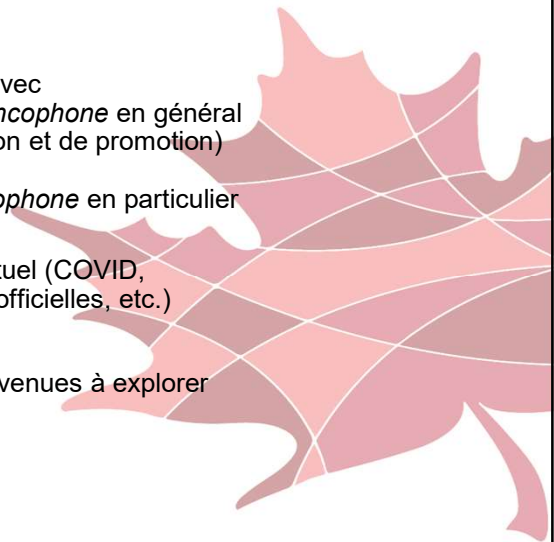 vec
ncophone en général
on et de promotion)
ophone en particulier
tuel (COVID,
officielles, etc.)
venues à explorer